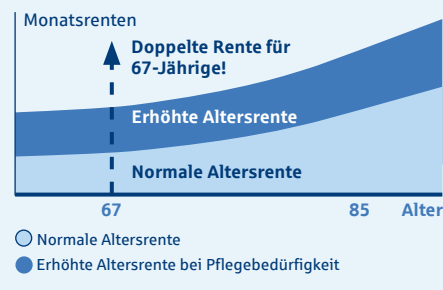 Monatsrenten
Doppelte Rente für
67-Jährige!
Erhöhte Altersrente
Normale Altersrente
67 85 Alter
Normale Altersrente
Erhöhte Altersrente bei Pflegebedürfigkeit